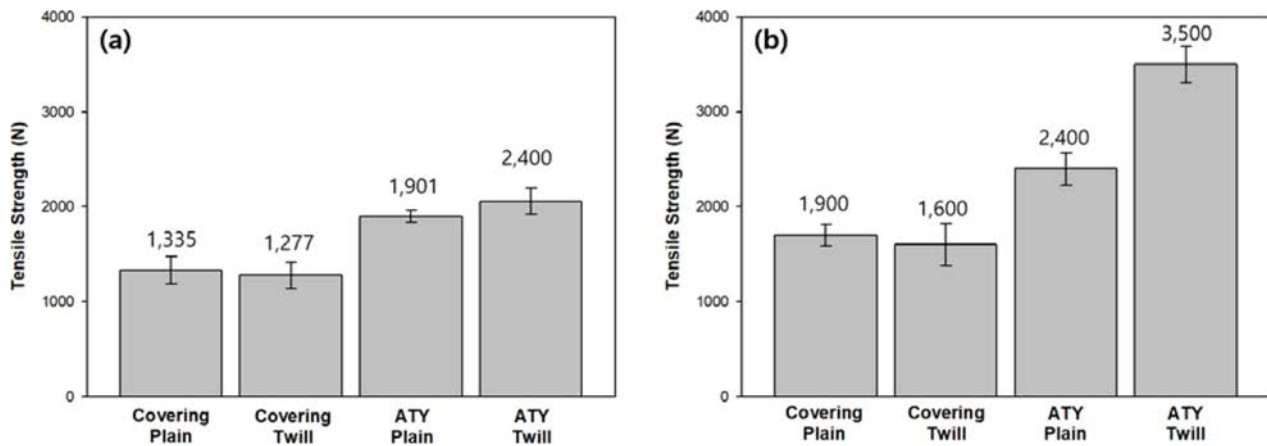 (a)
Tensile Strength (N)
4000
3000
2000
1000
0
1,335
1,277
1,901
2,400
Covering
Plain
Covering
Twill
ATY
Plain
ATY
Twill
(b)
Tensile Strength (N)
4000
3000
2000
1000
0
1,900
1,600
2,400
3,500
Covering
Plain
Covering
Twill
ATY
Plain
ATY
Twill